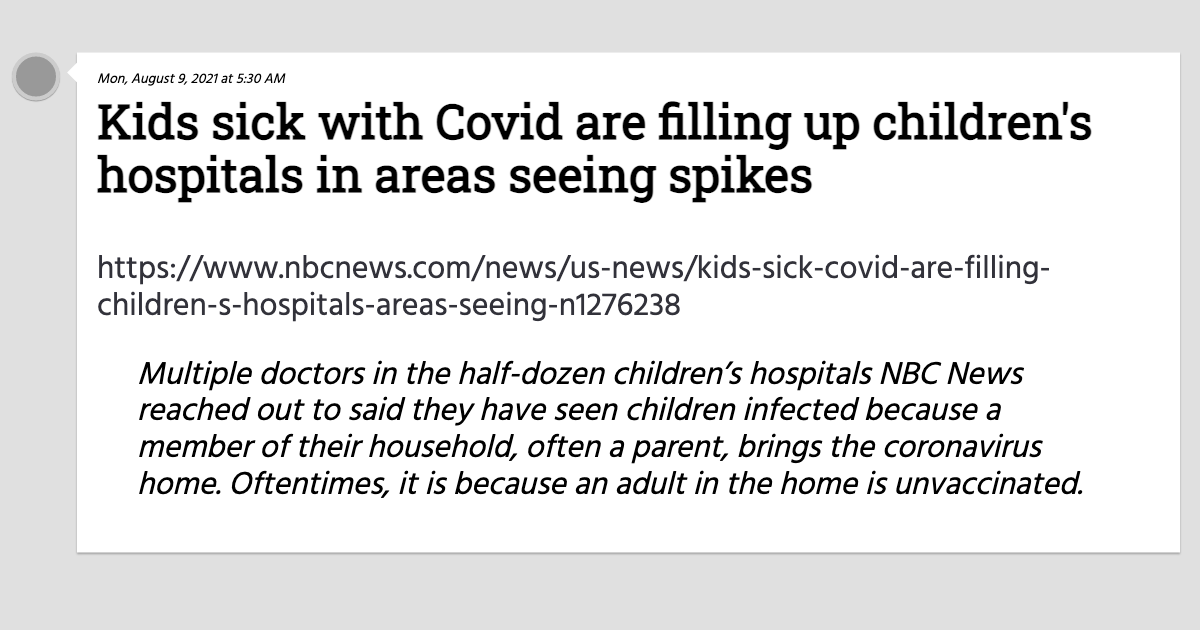 Mon, August 9, 2021 at 5:30 AM
Kids sick with Covid are filling up children's
hospitals in areas seeing spikes
https://www.nbcnews.com/news/us-news/kids-sick-covid-are-filling-
children-s-hospitals-areas-seeing-n1276238
Multiple doctors in the half-dozen children’s hospitals NBC News
reached out to said they have seen children infected because a
member of their household, often a parent, brings the coronavirus
home. Oftentimes, it is because an adult in the home is unvaccinated.